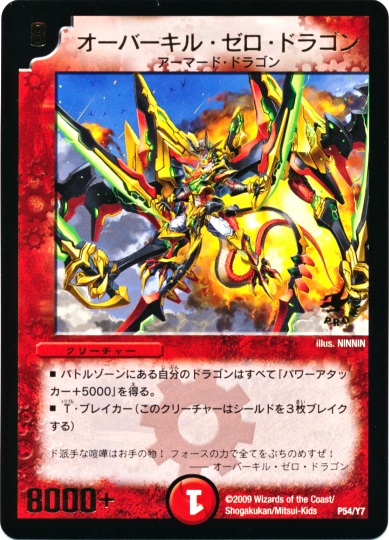 オーバーキル・ゼロ・ドラゴン
アーマード・ドラゴン
illus. NINNIN
クリーチャー
■ バトルゾーンにある自分のドラゴンはすべて「パワーアタッ
カー+5000」を得る。
■ T・ブレイカー(このクリーチャーはシールドを3枚ブレイク
する)
ド派手な喧嘩はお手の物! フォースの力で全てをぶちのめすぜ!
—— オーバーキル・ゼロ・ドラゴン
8000+
©2009 Wizards of the Coast/
Shogakukan/Mitsui-Kids
P54/Y7